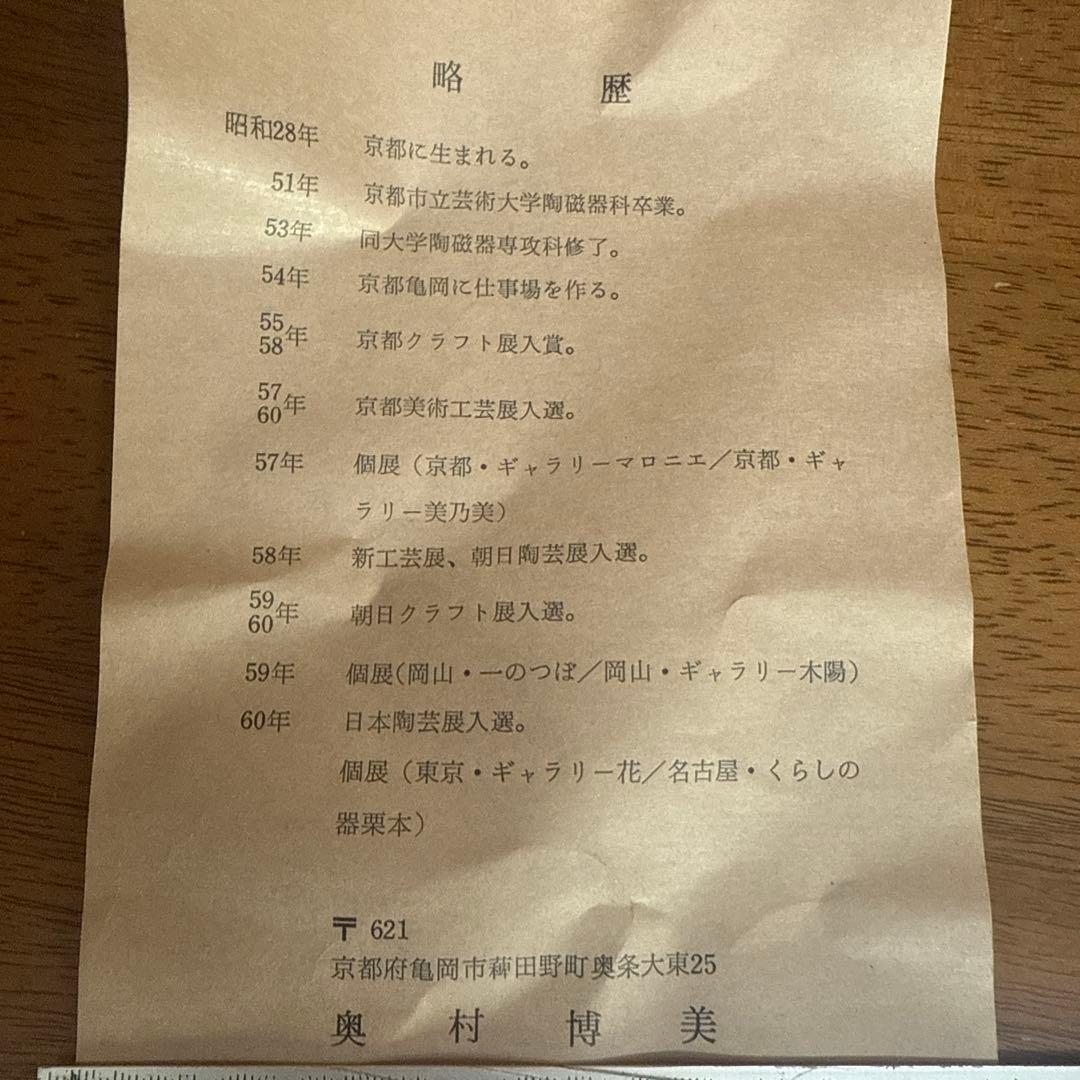 略歴
昭和28年 京都に生まれる。
51年 京都市立芸術大学陶磁器科卒業。
53年 同大学陶磁器専攻科修了。
54年 京都亀岡に仕事場を作る。
55
58年 京都クラフト展入賞。
57
60年 京都美術工芸展入選。
57年 個展（京都・ギャラリーマロニエ／京都・ギャ
ラリー美乃美）
58年 新工芸展、朝日陶芸展入選。
59
60年 朝日クラフト展入選。
59年 個展（岡山・一のつぼ／岡山・ギャラリー木陽）
60年 日本陶芸展入選。
個展（東京・ギャラリー花／名古屋・くらしの
器栗本）
〒 621
京都府亀岡市薭田野町奥条大東25
奥村博美